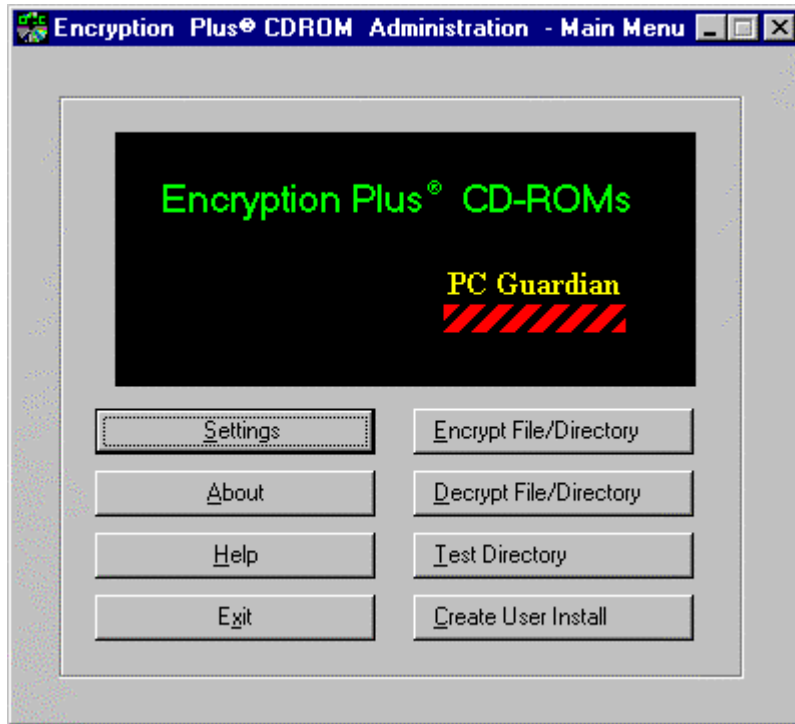 Encryption Plus® CDROM Administration - Main Menu
Encryption Plus® CD-ROMs
PC Guardian
Settings
Encrypt File/Directory
About
Decrypt File/Directory
Help
Test Directory
Exit
Create User Install